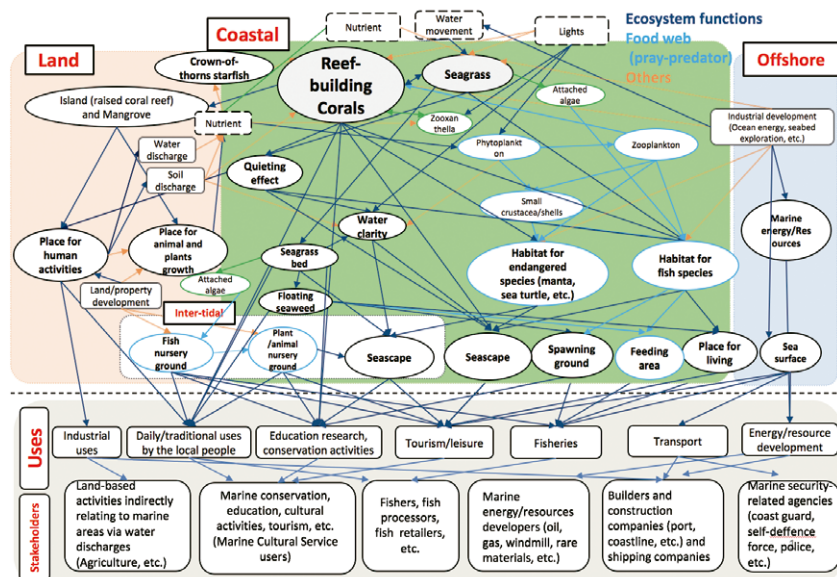 Land
Coastal
Offshore
Ecosystem functions
Food web
(pray-predator)
Others
Nutrient
Water
movement
Lights
Crown-of-
thorns starfish
Reef-
building
Corals
Seagrass
Attached
algae
Island (raised coral reef)
and Mangrove
Nutrient
Zooxan
thella
Industrial development
(Ocean energy, seabed
exploration, etc.)
Water
discharge
Phytoplankt
on
Zooplankton
Soil
discharge
Quieting
effect
Small
crustacea/shells
Water
clarity
Marine
energy/Res
ources
Place for
human activities
Place for
animal and
plants
growth
Seagrass
bed
Habitat for
endangered
species (manta,
sea turtle, etc.)
Habitat for
fish species
Attached
algae
Land/property
development
Floating
seaweed
Inter-tidal
Fish
nursery
ground
Plant
/animal
nursery
ground
Seascape
Seascape
Spawning
ground
Feeding
area
Place for
living
Sea
surface
Uses
Industrial
uses
Daily/traditional uses
by the local people
Education research,
conservation activities
Tourism/leisure
Fisheries
Transport
Energy/resource
development
Stakeholders
Land-based
activities indirectly
relating to marine
areas via water
discharges
(Agriculture, etc.)
Marine conservation,
education, cultural
activities, tourism, etc.
(Marine Cultural Service
users)
Fishers, fish
processors,
fish retailers,
etc.
Marine
energy/resources
developers (oil,
gas, windmill, rare
materials, etc.)
Builders and
construction
companies (port,
coastline, etc.) and
shipping companies
Marine security-
related agencies
(coast guard,
self-deffence
force, police,
etc.)